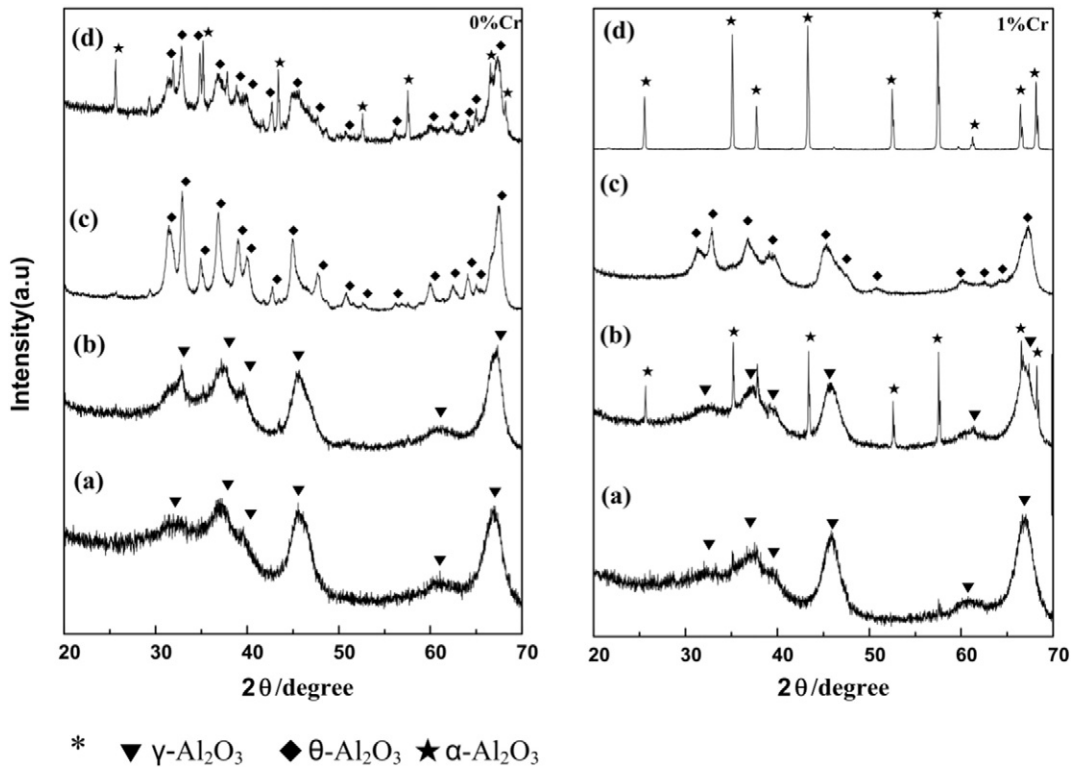 0%Cr
(d)
(c)
(b)
(a)
20 30 40 50 60 70
2θ/degree
Intensity(a.u)
1%Cr
(d)
(c)
(b)
(a)
20 30 40 50 60 70
2θ/degree
* ▼ γ-Al₂O₃ ◆ θ-Al₂O₃ ★ α-Al₂O₃